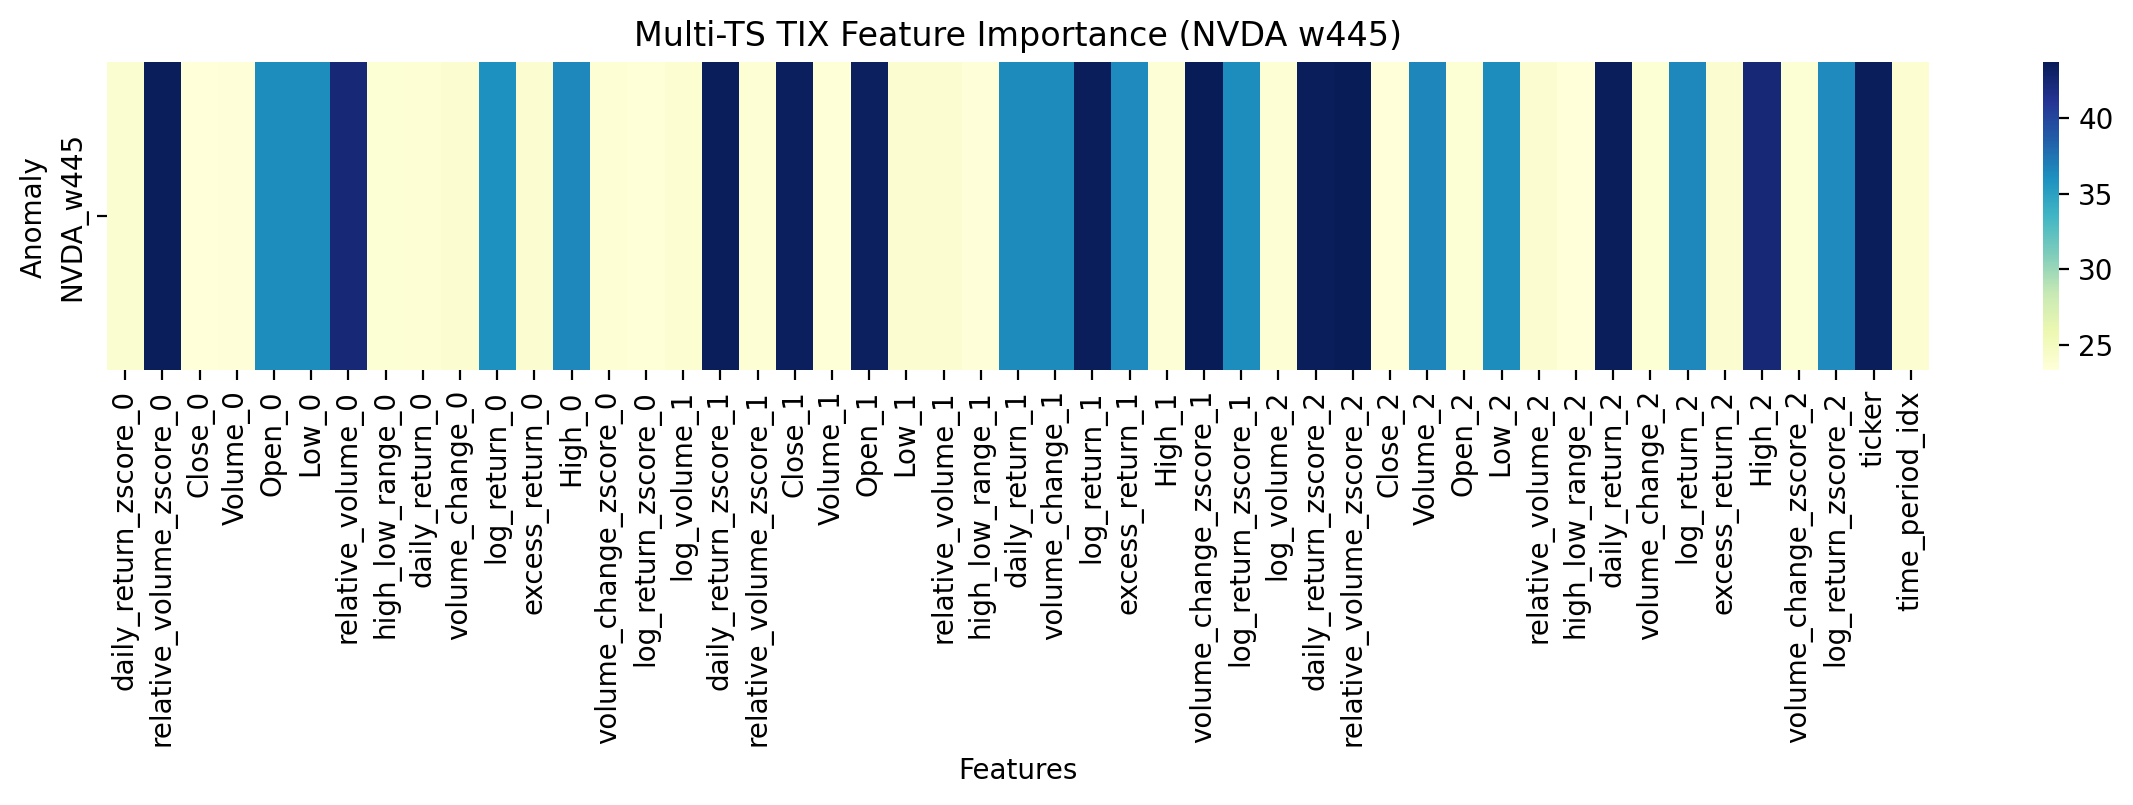 Multi-TS TIX Feature Importance (NVDA w445)
Anomaly
NVDA_w445
40
35
30
25
daily_return_zscore_0
relative_volume_zscore_0
Close_0
Volume_0
Open_0
Low_0
relative_volume_0
high_low_range_0
daily_return_0
volume_change_0
log_return_0
excess_return_0
High_0
volume_change_zscore_0
log_return_zscore_0
log_volume_1
daily_return_zscore_1
relative_volume_zscore_1
Close_1
Volume_1
Open_1
Low_1
relative_volume_1
high_low_range_1
daily_return_1
volume_change_1
log_return_1
excess_return_1
High_1
volume_change_zscore_1
log_return_zscore_1
log_volume_2
daily_return_zscore_2
relative_volume_zscore_2
Close_2
Volume_2
Open_2
Low_2
relative_volume_2
high_low_range_2
daily_return_2
volume_change_2
log_return_2
excess_return_2
High_2
volume_change_zscore_2
log_return_zscore_2
ticker
time_period_idx
Features